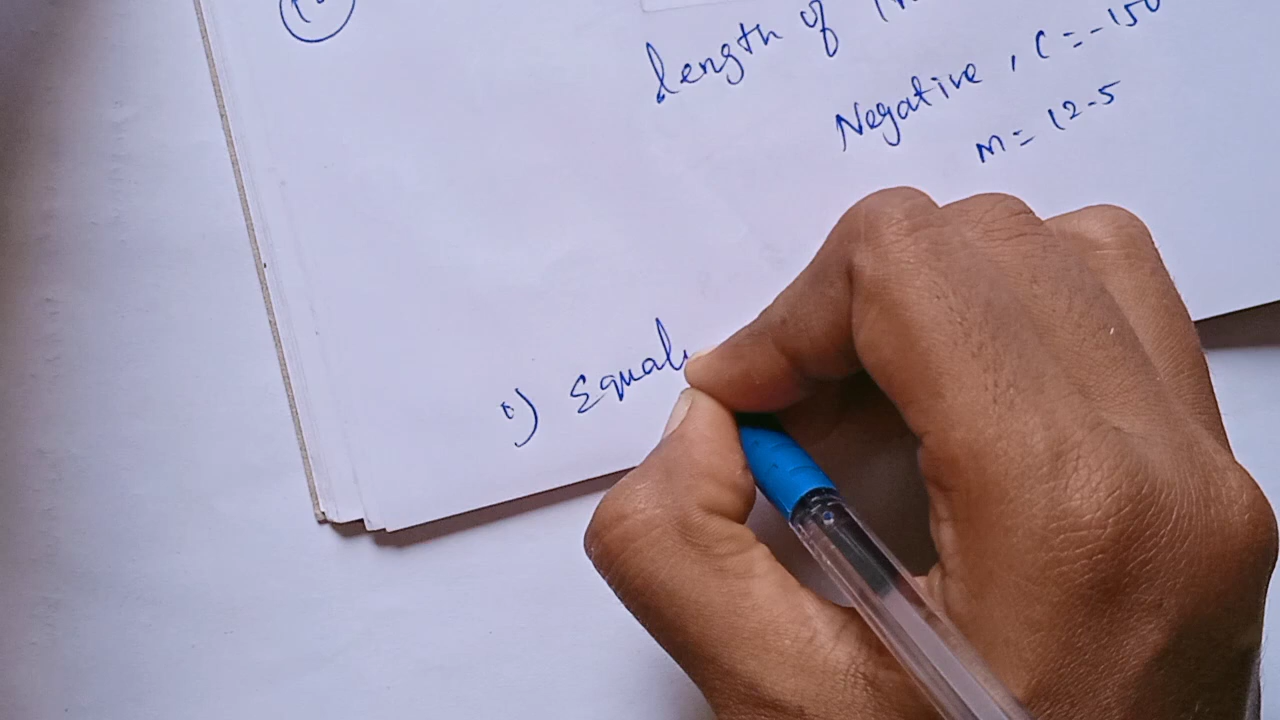 length of
Negative, C = -150
m = 12.5
i) Equal